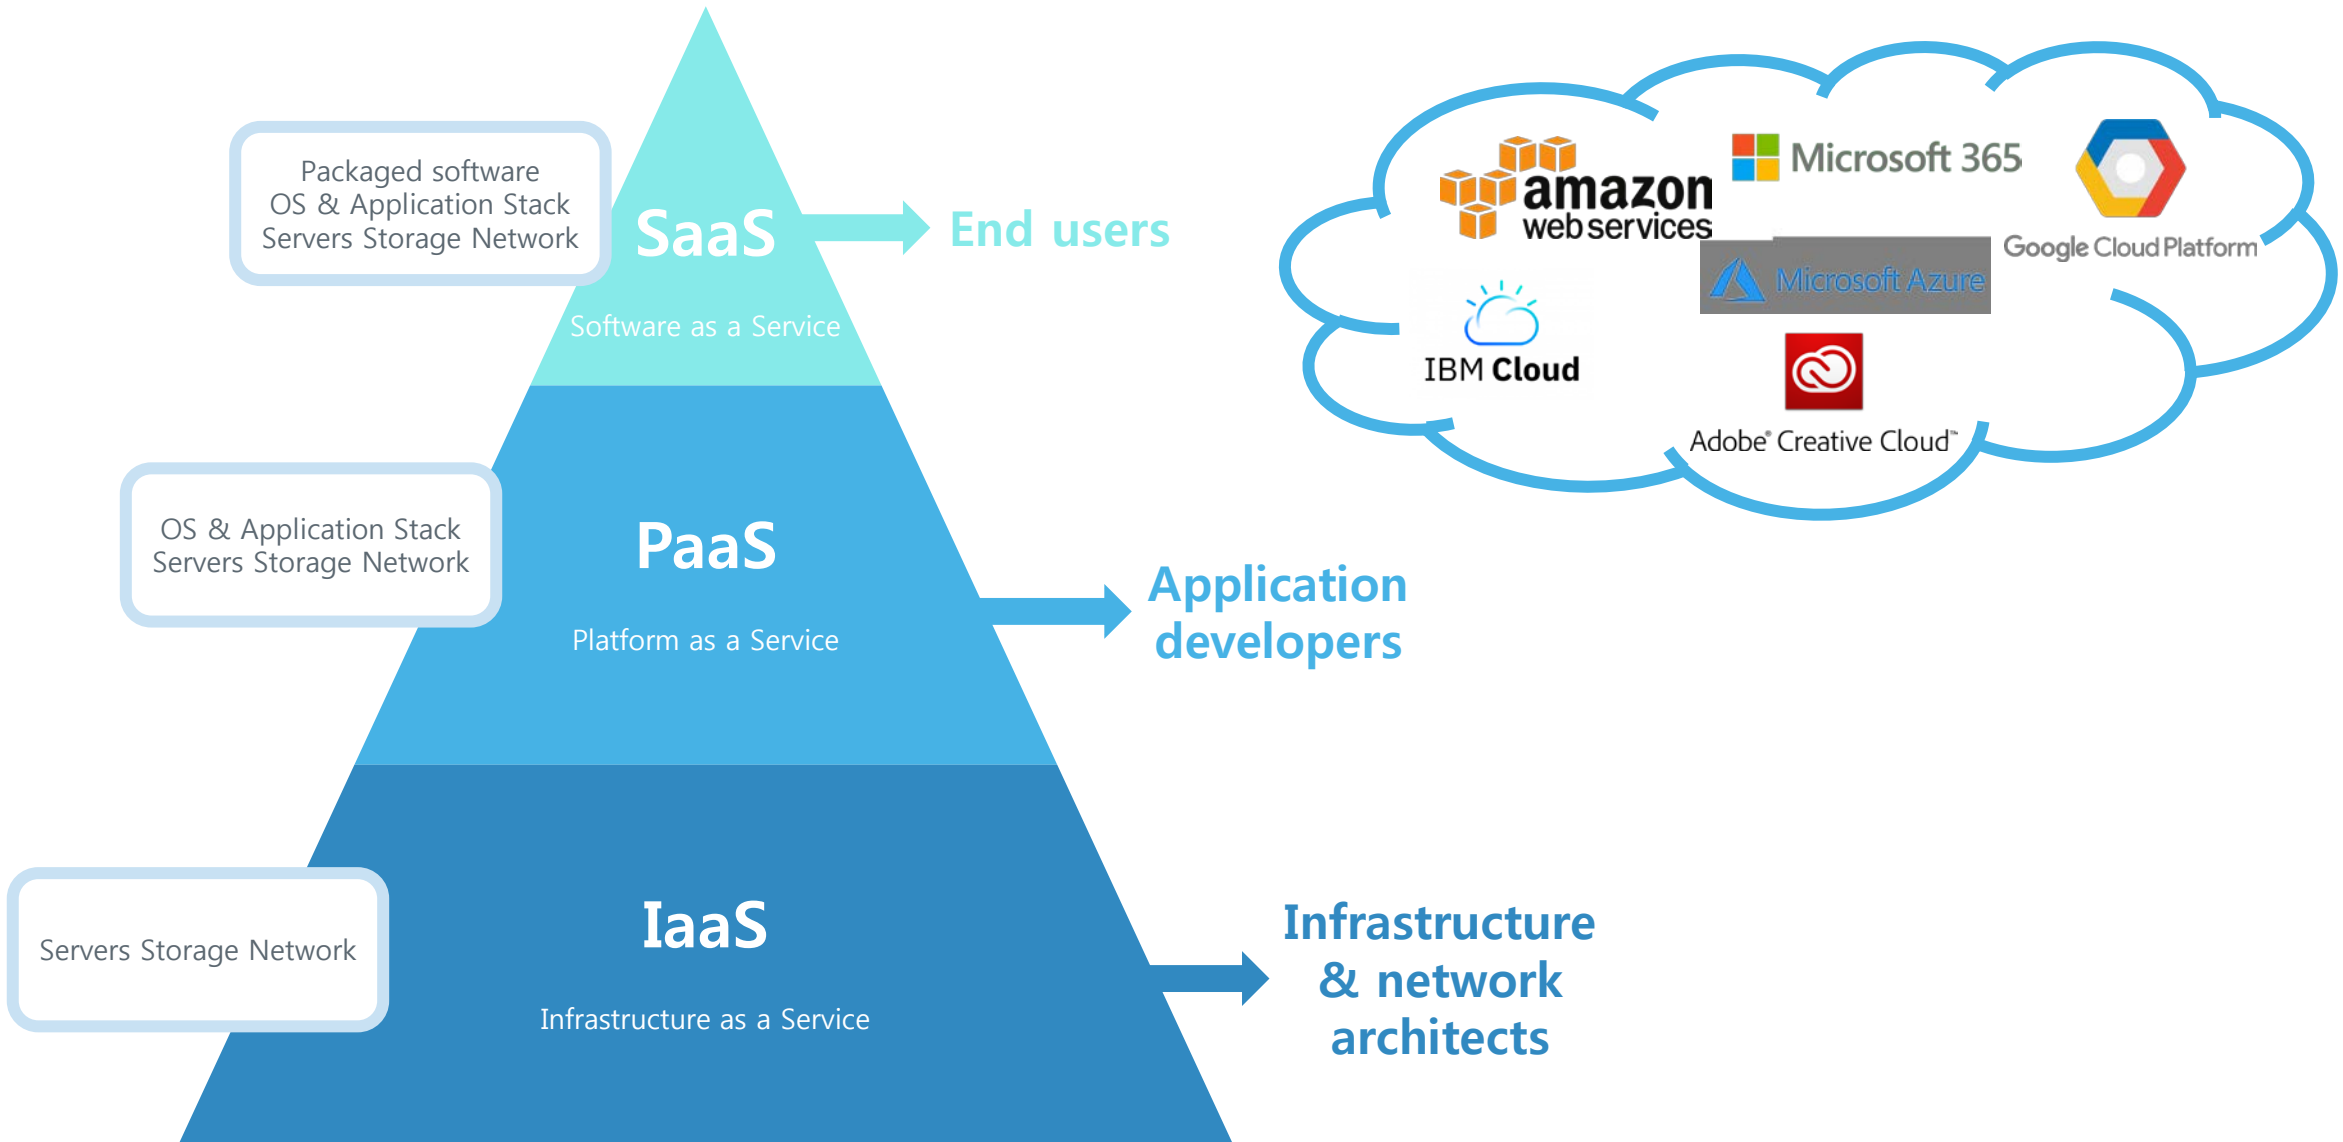 Packaged software
OS & Application Stack
Servers Storage Network
SaaS
Software as a Service
End users
amazon
web services
Microsoft 365
Google Cloud Platform
Microsoft Azure
IBM Cloud
Adobe® Creative Cloud™
OS & Application Stack
Servers Storage Network
PaaS
Platform as a Service
Application
developers
Servers Storage Network
IaaS
Infrastructure as a Service
Infrastructure
& network
architects